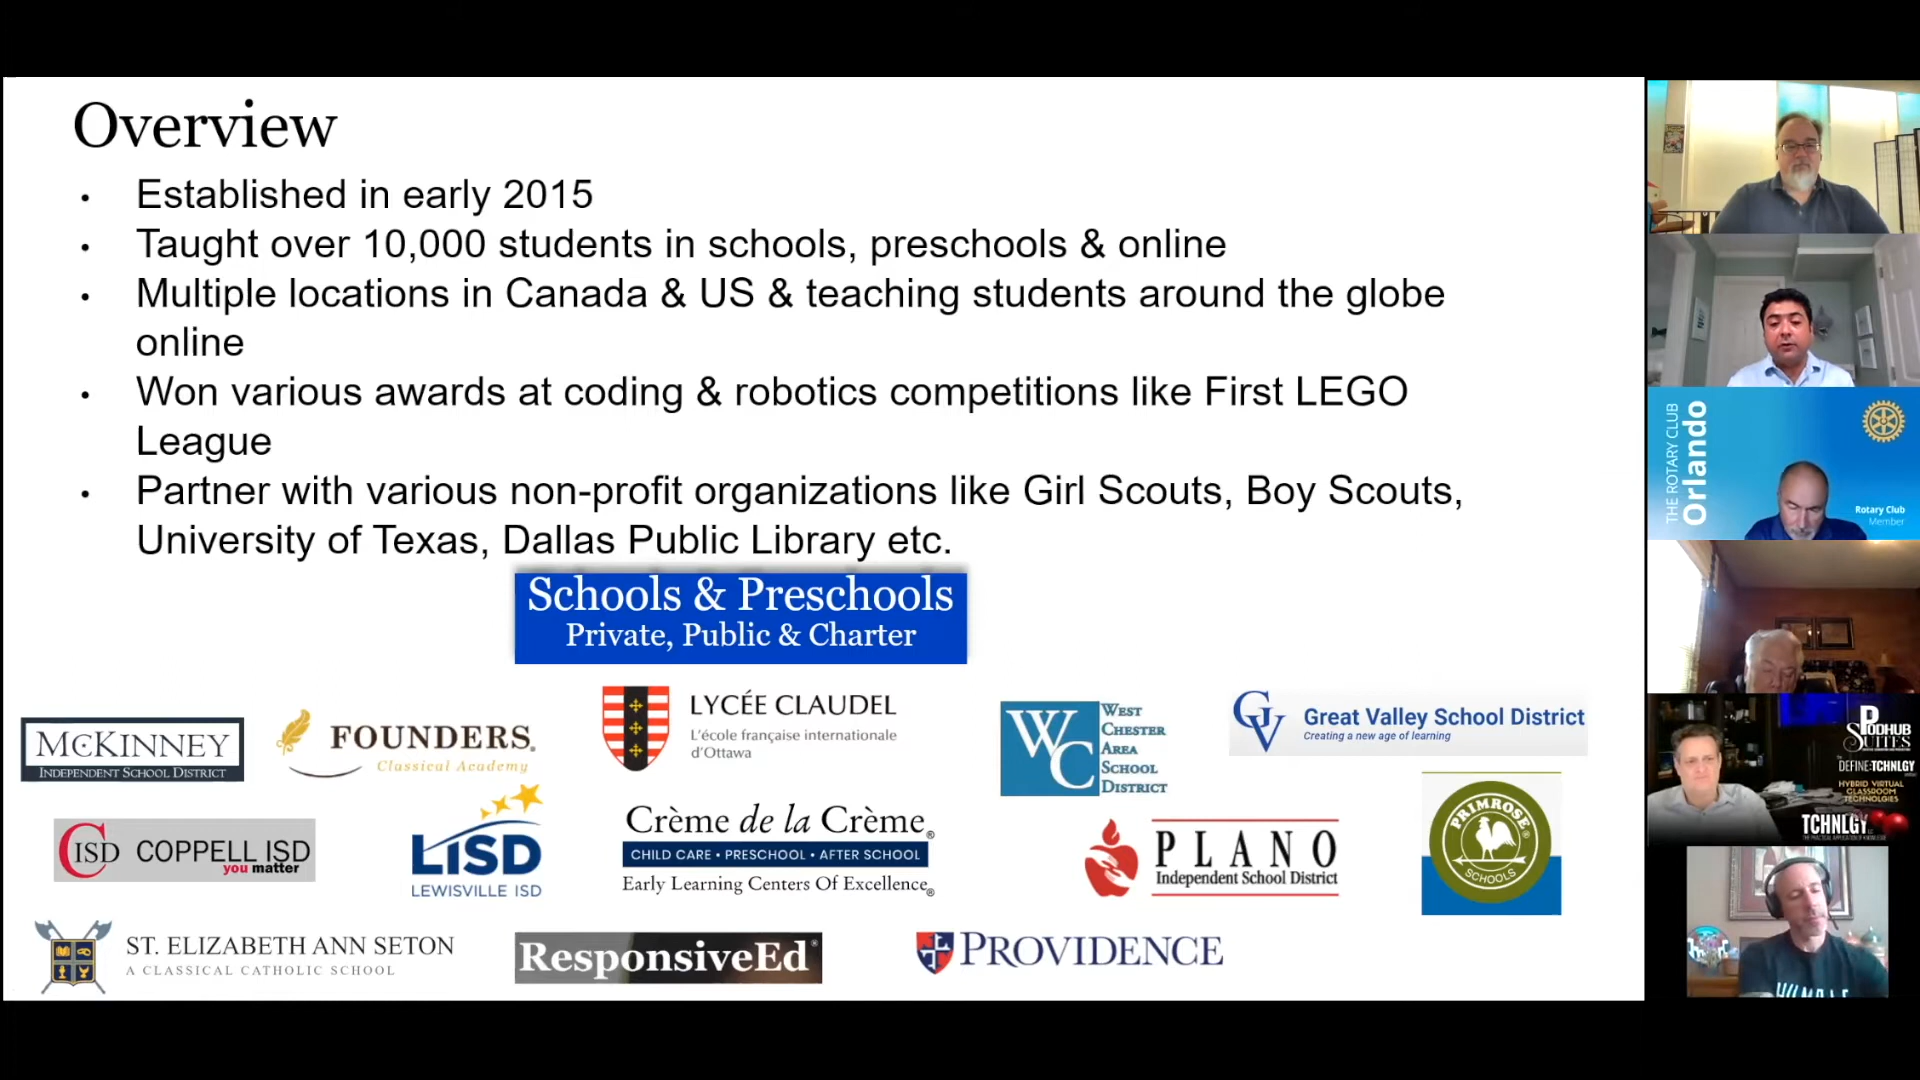 Overview
• Established in early 2015
• Taught over 10,000 students in schools, preschools & online
• Multiple locations in Canada & US & teaching students around the globe
online
• Won various awards at coding & robotics competitions like First LEGO
League
• Partner with various non-profit organizations like Girl Scouts, Boy Scouts,
University of Texas, Dallas Public Library etc.
Schools & Preschools
Private, Public & Charter
McKINNEY
INDEPENDENT SCHOOL DISTRICT
FOUNDERS®
Classical Academy
LYCÉE CLAUDEL
L'école française internationale
d'Ottawa
WC
WEST
CHESTER
AREA
SCHOOL
DISTRICT
GV
Great Valley School District
Creating a new age of learning
CISD COPPELL ISD
you matter
LISD
LEWISVILLE ISD
Crème de la Crème®
CHILD CARE • PRESCHOOL • AFTER SCHOOL
Early Learning Centers Of Excellence®
PLANO
Independent School District
PRIMROSE®
SCHOOLS
ST. ELIZABETH ANN SETON
A CLASSICAL CATHOLIC SCHOOL
ResponsiveEd®
PROVIDENCE
THE ROTARY CLUB
Orlando
Rotary Club
Member
PODHUB
SUITES
DEFINE:TCHNLGY
HYBRID VIRTUAL
CLASSROOM
TECHNOLGIES
TCHNLGY